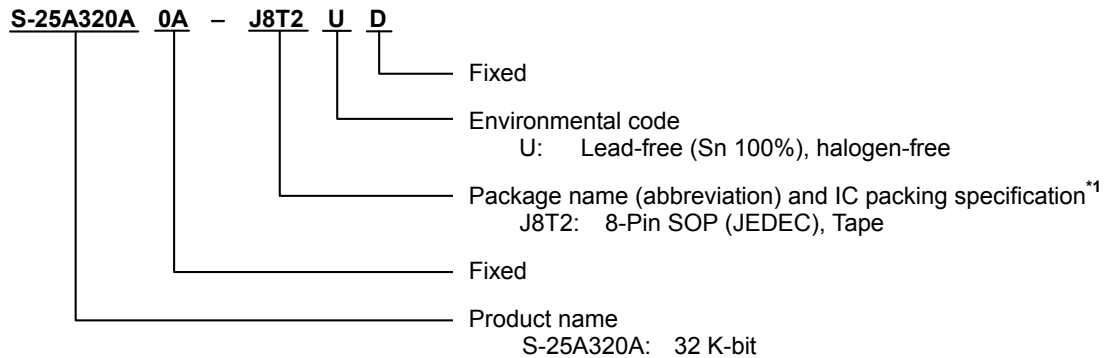 S-25A320A 0A – J8T2 U D
Fixed
Environmental code
U: Lead-free (Sn 100%), halogen-free
Package name (abbreviation) and IC packing specification*1
J8T2: 8-Pin SOP (JEDEC), Tape
Fixed
Product name
S-25A320A: 32 K-bit